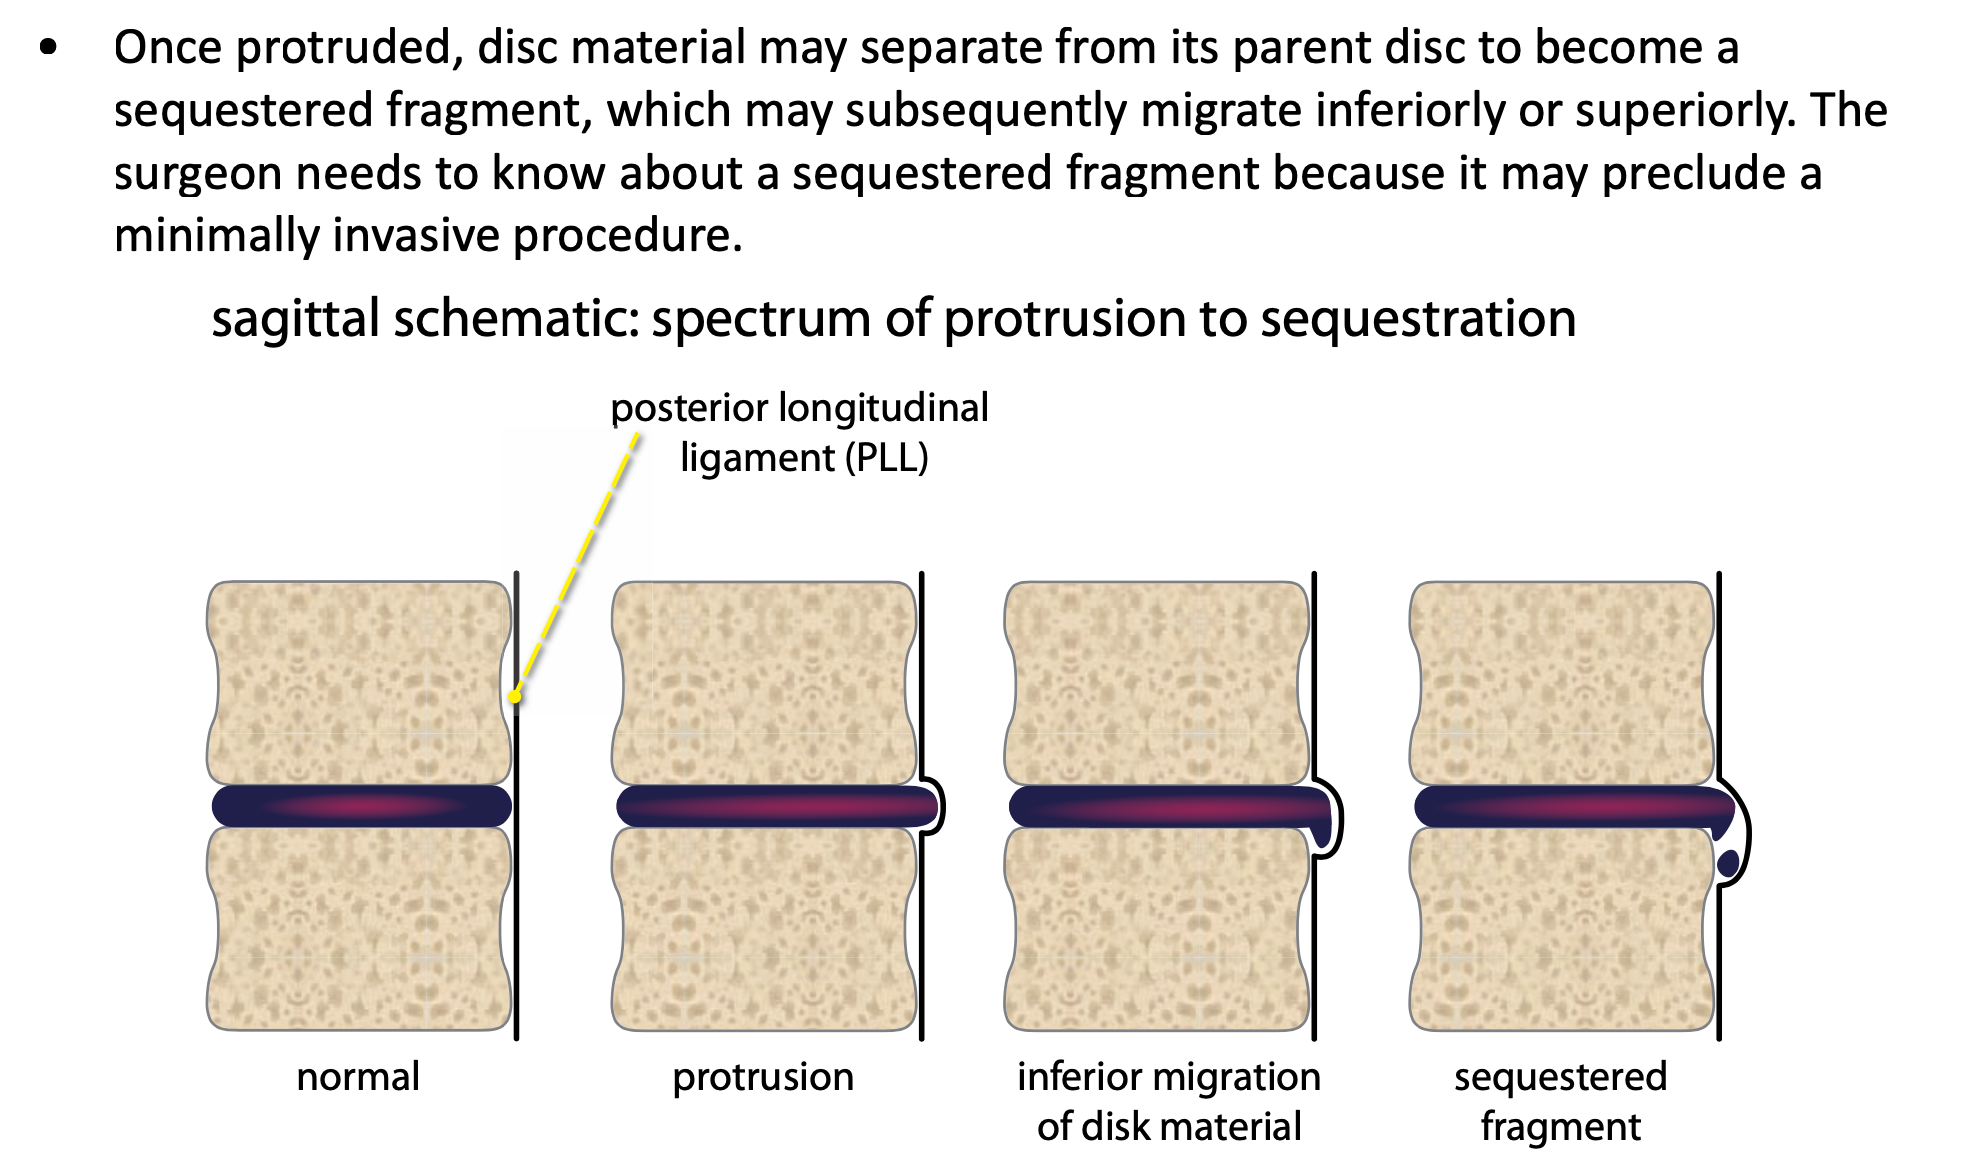 • Once protruded, disc material may separate from its parent disc to become a
sequestered fragment, which may subsequently migrate inferiorly or superiorly. The
surgeon needs to know about a sequestered fragment because it may preclude a
minimally invasive procedure.
sagittal schematic: spectrum of protrusion to sequestration
posterior longitudinal
ligament (PLL)
normal
protrusion
inferior migration
of disk material
sequestered
fragment